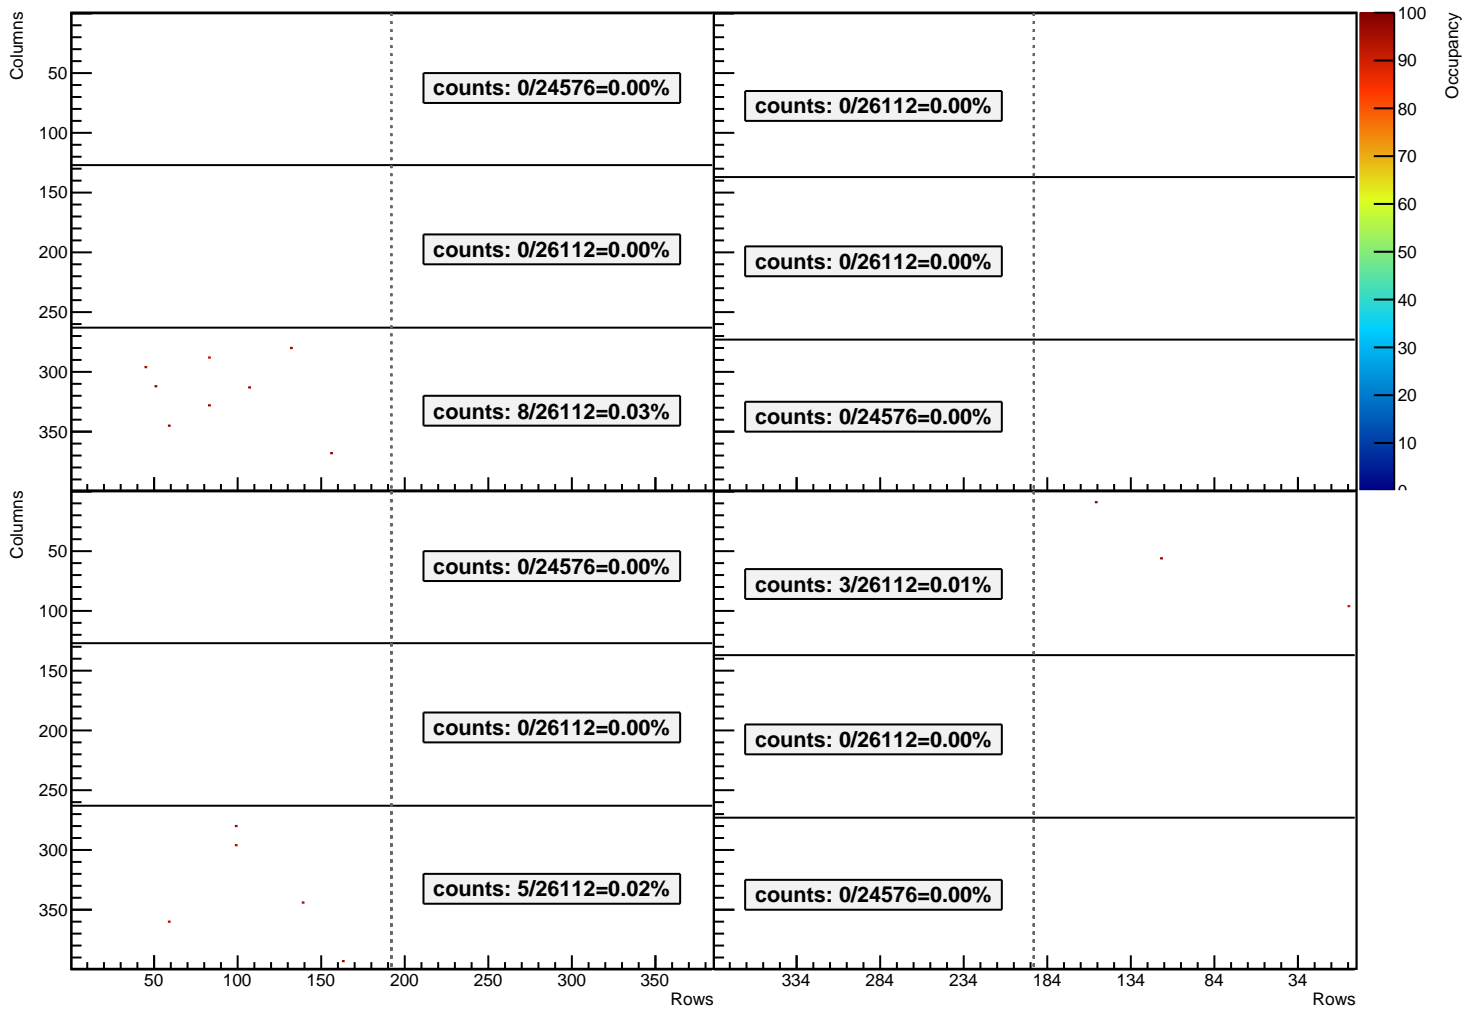 Columns
50
100
150
200
250
300
350
counts: 0/24576=0.00%
counts: 0/26112=0.00%
counts: 8/26112=0.03%
counts: 0/26112=0.00%
counts: 0/26112=0.00%
counts: 0/24576=0.00%
100
90
80
70
60
50
40
30
20
10
0
Occupancy
Columns
50
100
150
200
250
300
350
counts: 0/24576=0.00%
counts: 0/26112=0.00%
counts: 5/26112=0.02%
50 100 150 200 250 300 350
Rows
counts: 3/26112=0.01%
counts: 0/26112=0.00%
counts: 0/24576=0.00%
334 284 234 184 134 84 34
Rows